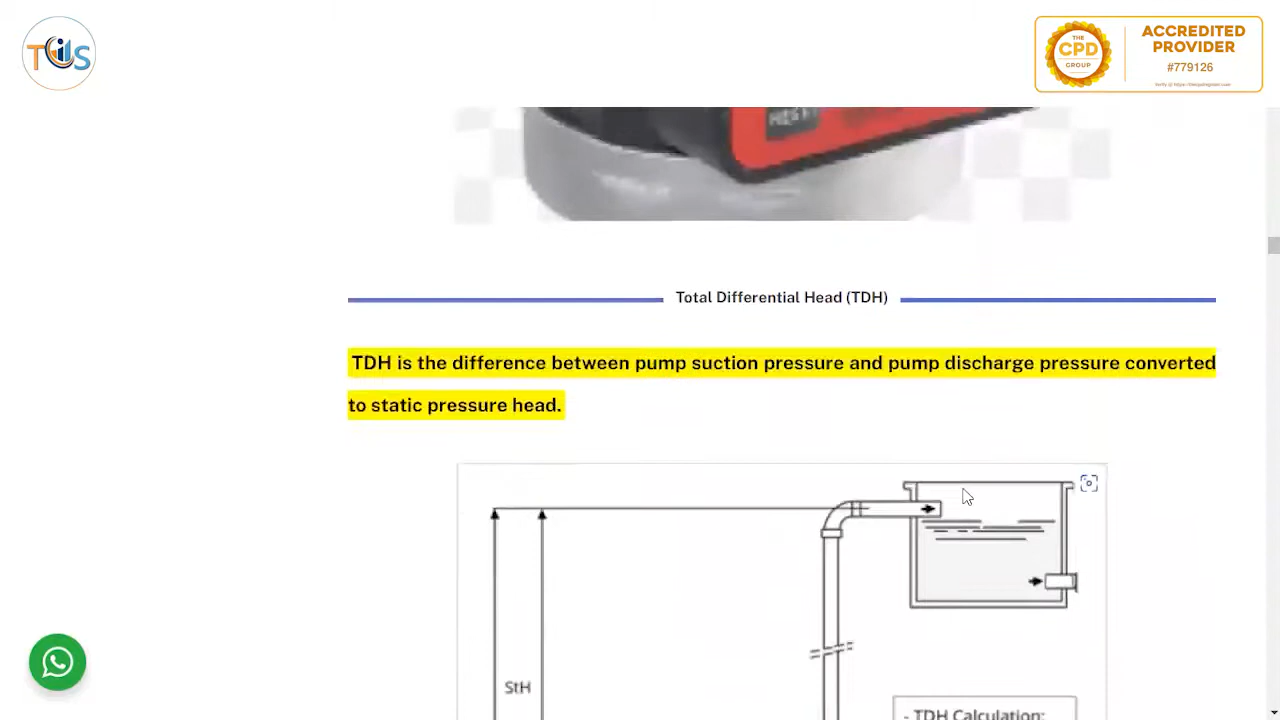 TGS
THE
CPD
GROUP
ACCREDITED
PROVIDER
#779126
Total Differential Head (TDH)
TDH is the difference between pump suction pressure and pump discharge pressure converted
to static pressure head.
StH
- TDH Calculation: